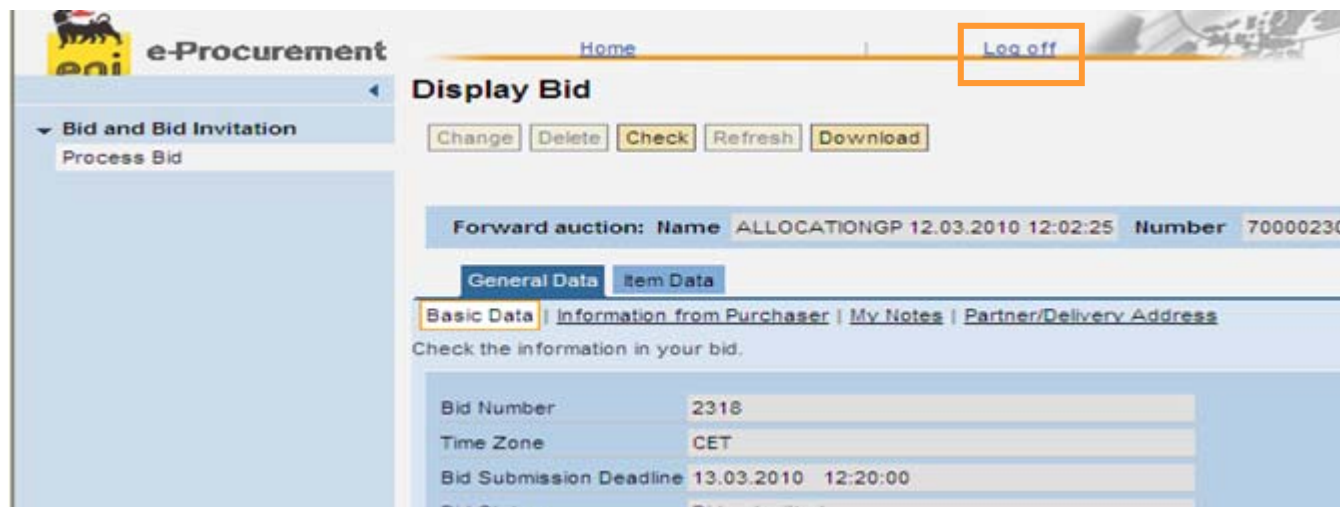 eni
e-Procurement
Home | Log off
Display Bid
Bid and Bid Invitation
Process Bid
Change Delete Check Refresh Download
Forward auction: Name ALLOCATIONGP 12.03.2010 12:02:25 Number 70000230
General Data Item Data
Basic Data | Information from Purchaser | My Notes | Partner/Delivery Address
Check the information in your bid.
Bid Number 2318
Time Zone CET
Bid Submission Deadline 13.03.2010 12:20:00